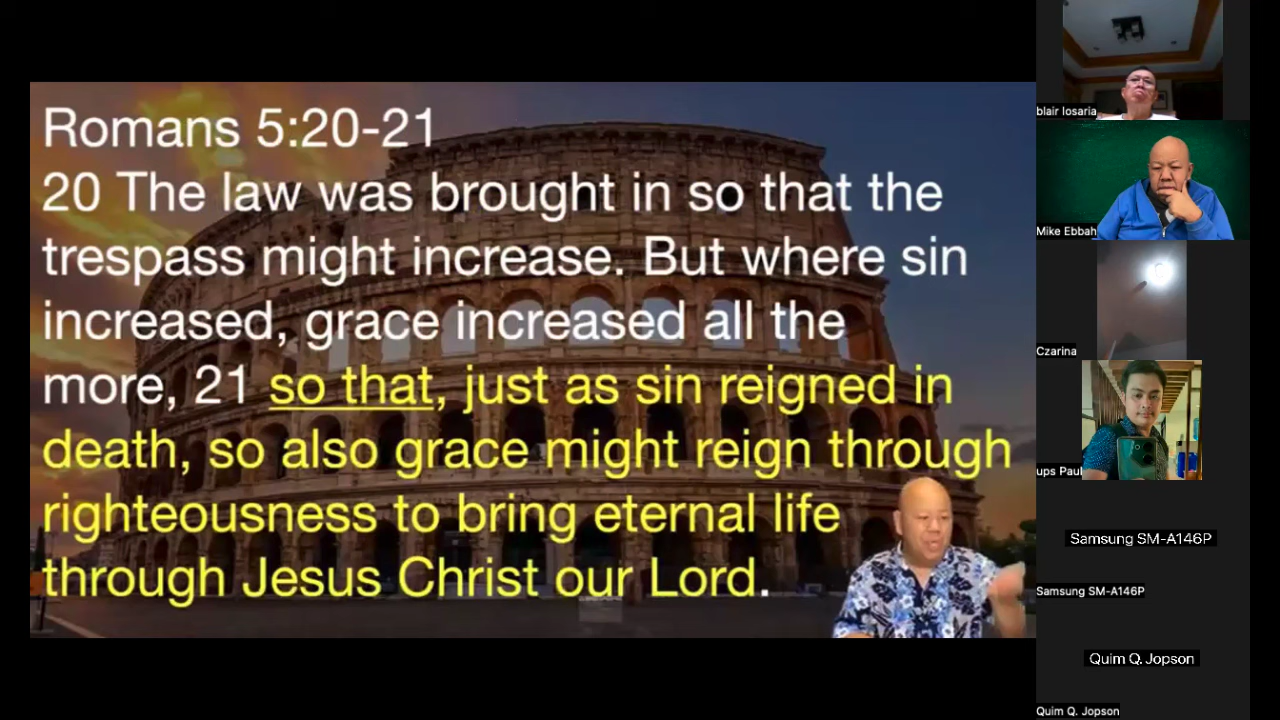 Romans 5:20-21
20 The law was brought in so that the
trespass might increase. But where sin
increased, grace increased all the
more, 21 so that, just as sin reigned in
death, so also grace might reign through
righteousness to bring eternal life
through Jesus Christ our Lord.
blair losaria
Mike Ebbah
Czarina
ups Paul
Samsung SM-A146P
Samsung SM-A146P
Quim Q. Jopson
Quim Q. Jopson